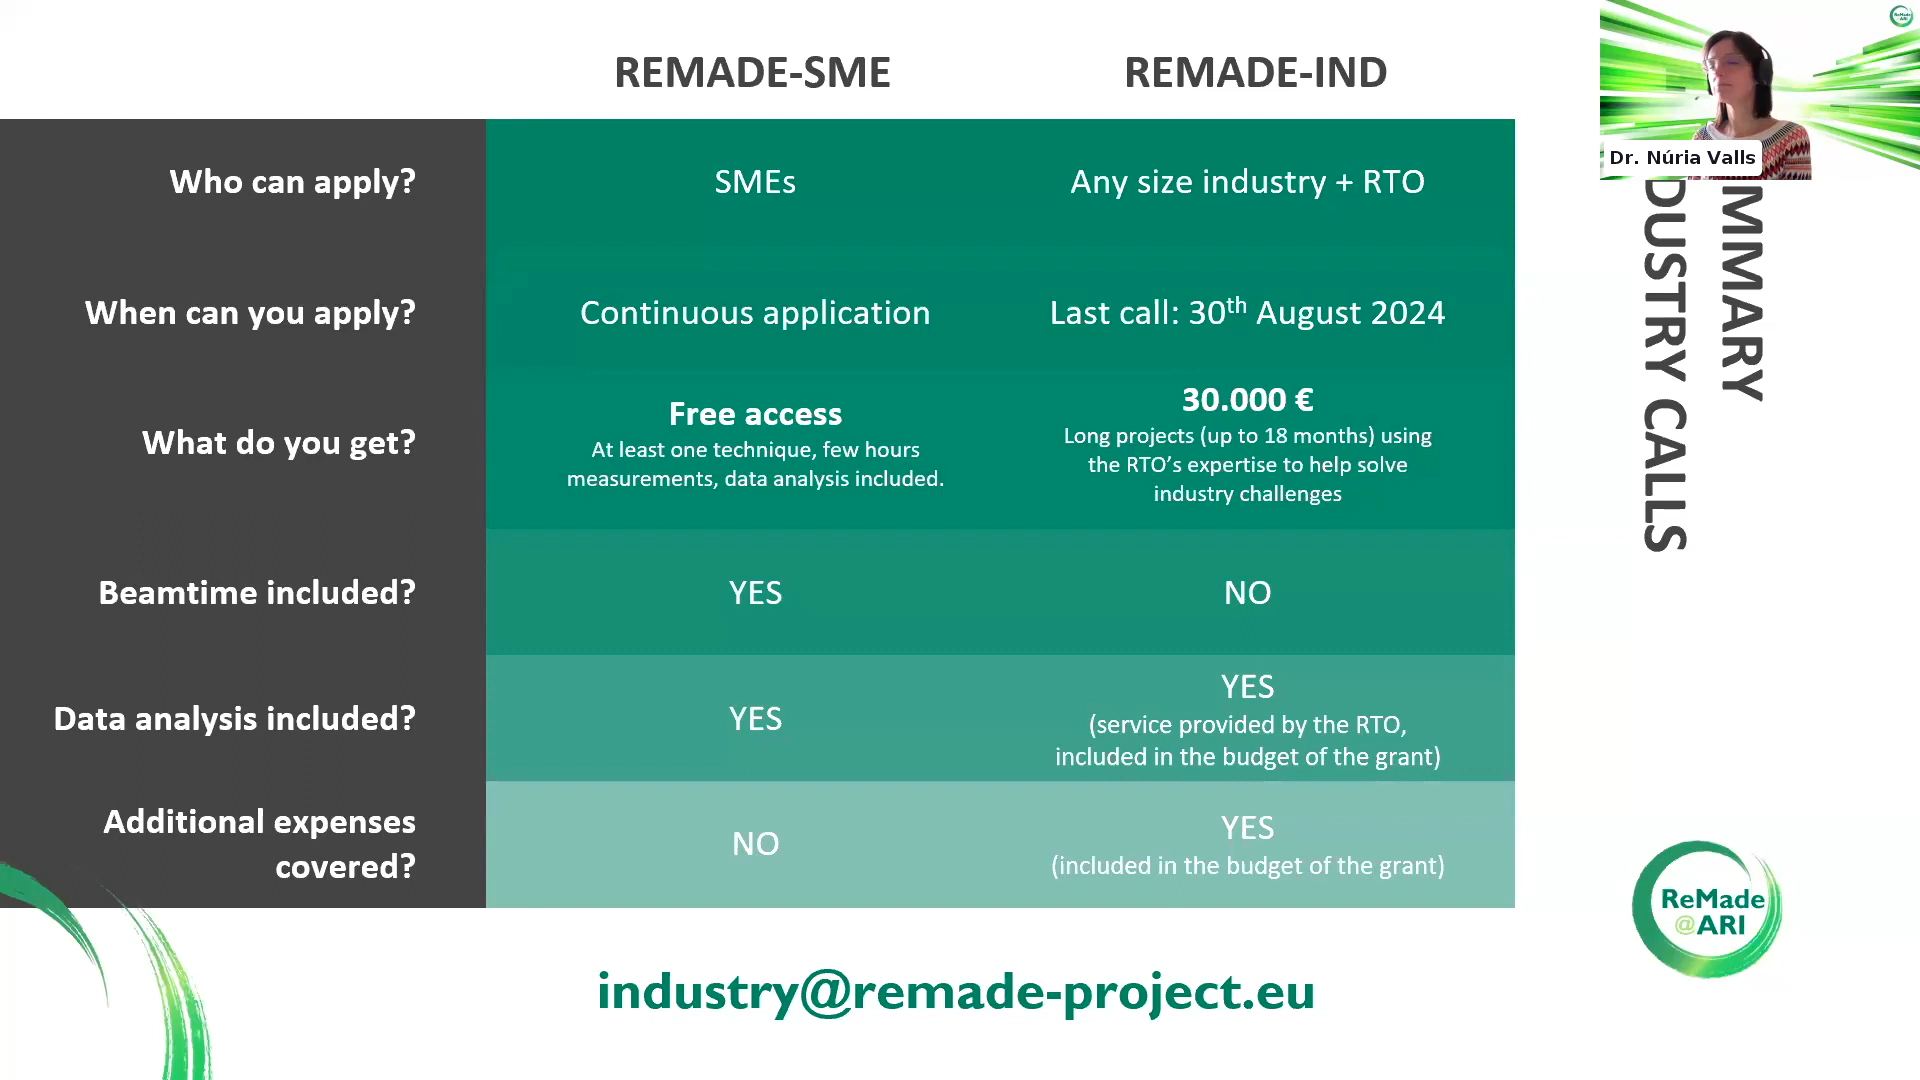 REMADE-SME
REMADE-IND
Who can apply?
SMEs
Any size industry + RTO
When can you apply?
Continuous application
Last call: 30th August 2024
What do you get?
Free access
At least one technique, few hours
measurements, data analysis included.
30.000 €
Long projects (up to 18 months) using
the RTO's expertise to help solve
industry challenges
Beamtime included?
YES
NO
Data analysis included?
YES
YES
(service provided by the RTO,
included in the budget of the grant)
Additional expenses
covered?
NO
YES
(included in the budget of the grant)
industry@remade-project.eu
Dr. Núria Valls
MMARY
DUSTRY CALLS
ReMade
@ARI
ReMade
@ARI